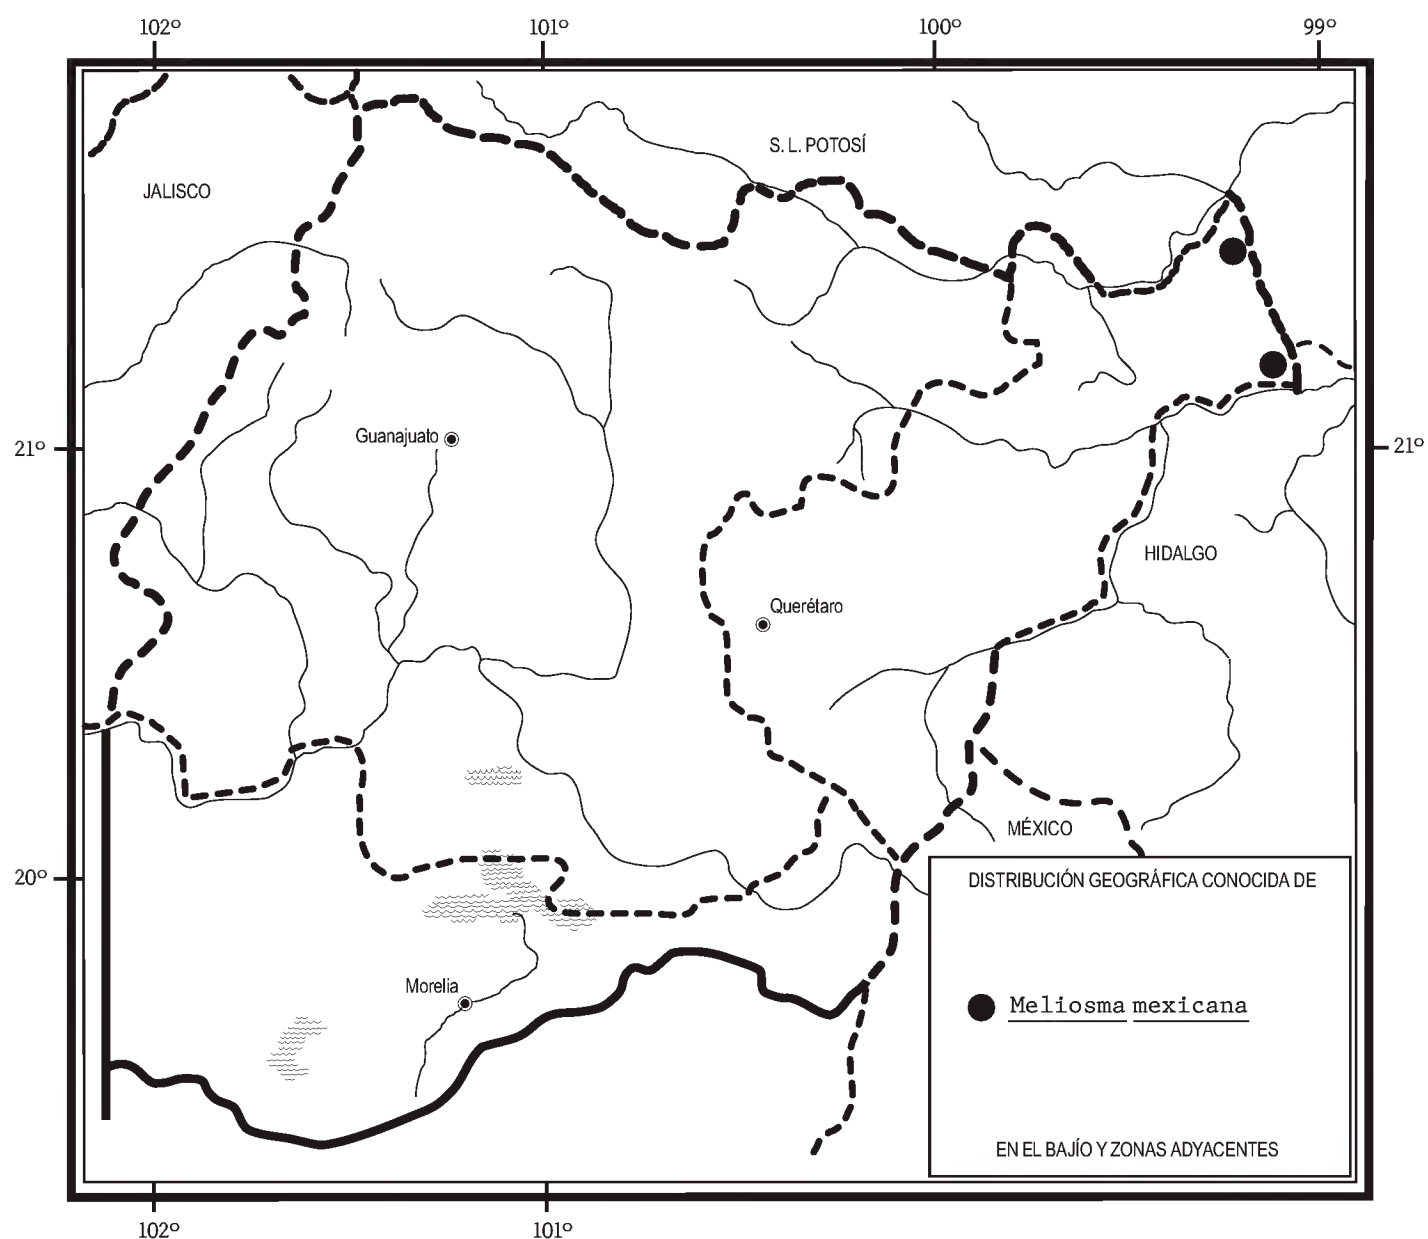 102º 101º 100º 99º
S. L. POTOSÍ
JALISCO
Guanajuato
21º 21º
HIDALGO
Querétaro
MÉXICO
20º
DISTRIBUCIÓN GEOGRÁFICA CONOCIDA DE
Morelia
Meliosma mexicana
EN EL BAJÍO Y ZONAS ADYACENTES
102º 101º